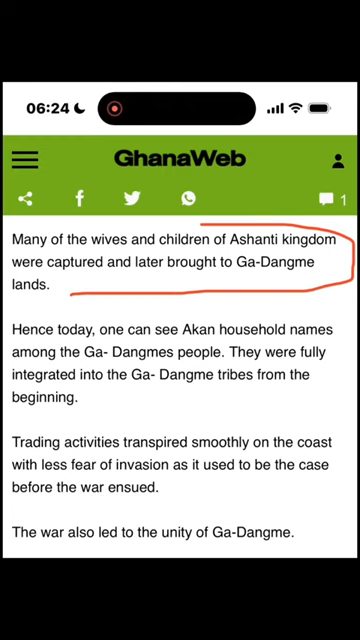 06:24
GhanaWeb
1
Many of the wives and children of Ashanti kingdom
were captured and later brought to Ga-Dangme
lands.
Hence today, one can see Akan household names
among the Ga- Dangmes people. They were fully
integrated into the Ga- Dangme tribes from the
beginning.
Trading activities transpired smoothly on the coast
with less fear of invasion as it used to be the case
before the war ensued.
The war also led to the unity of Ga-Dangme.